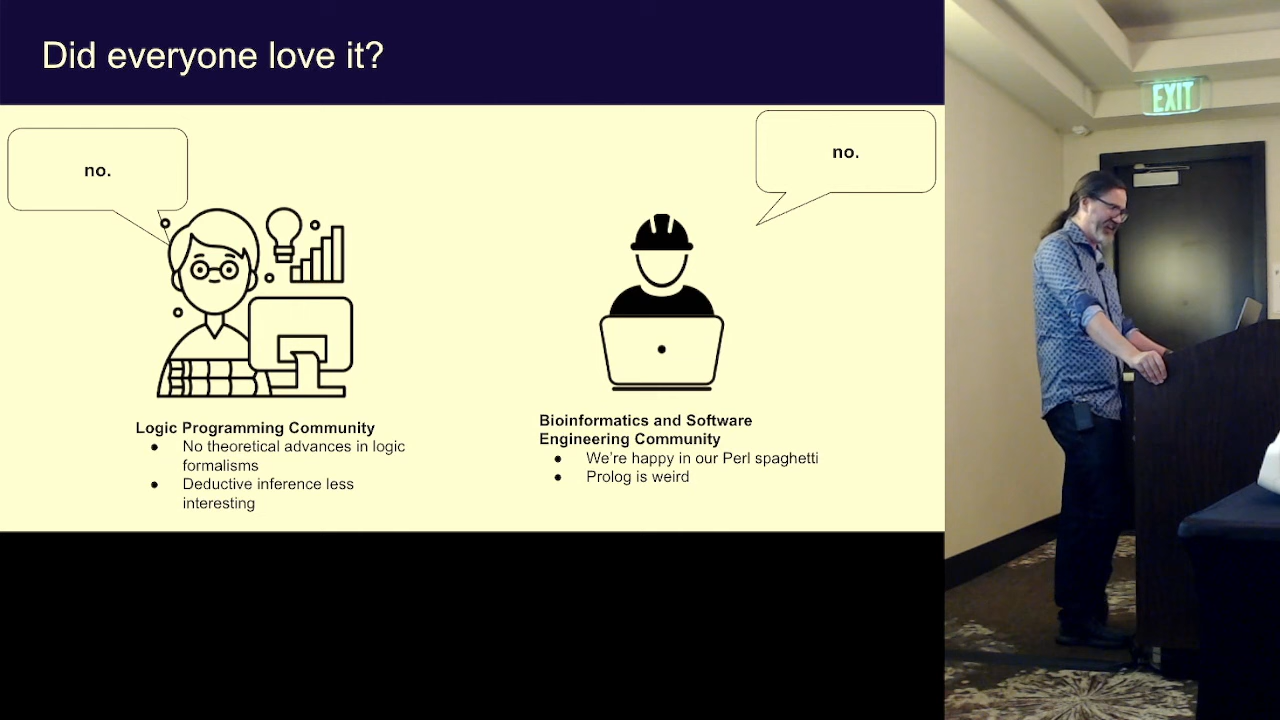 Did everyone love it?
no.
no.
Logic Programming Community
● No theoretical advances in logic
formalisms
● Deductive inference less
interesting
Bioinformatics and Software
Engineering Community
● We're happy in our Perl spaghetti
● Prolog is weird
EXIT